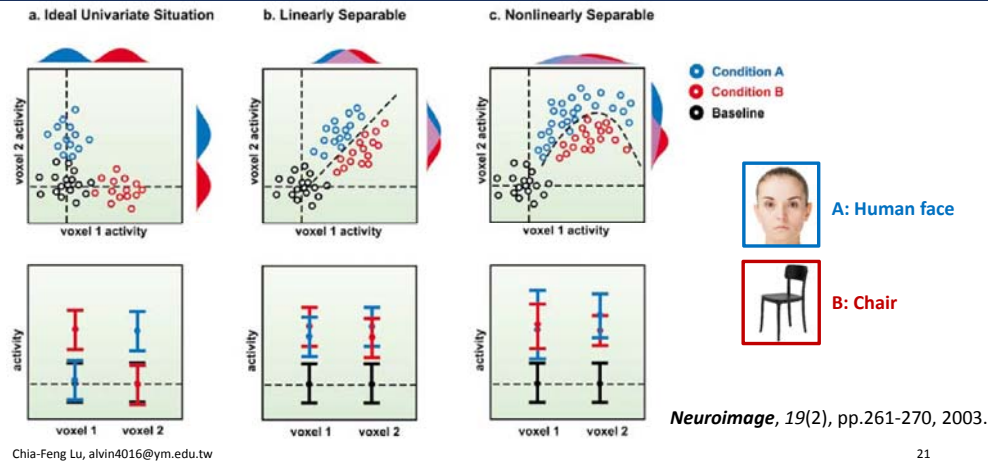 a. Ideal Univariate Situation
b. Linearly Separable
c. Nonlinearly Separable
Condition A
Condition B
Baseline
voxel 2 activity
voxel 1 activity
voxel 2 activity
voxel 1 activity
voxel 2 activity
voxel 1 activity
A: Human face
B: Chair
activity
voxel 1 voxel 2
activity
voxel 1 voxel 2
activity
voxel 1 voxel 2
Neuroimage, 19(2), pp.261-270, 2003.
Chia-Feng Lu, alvin4016@ym.edu.tw
21